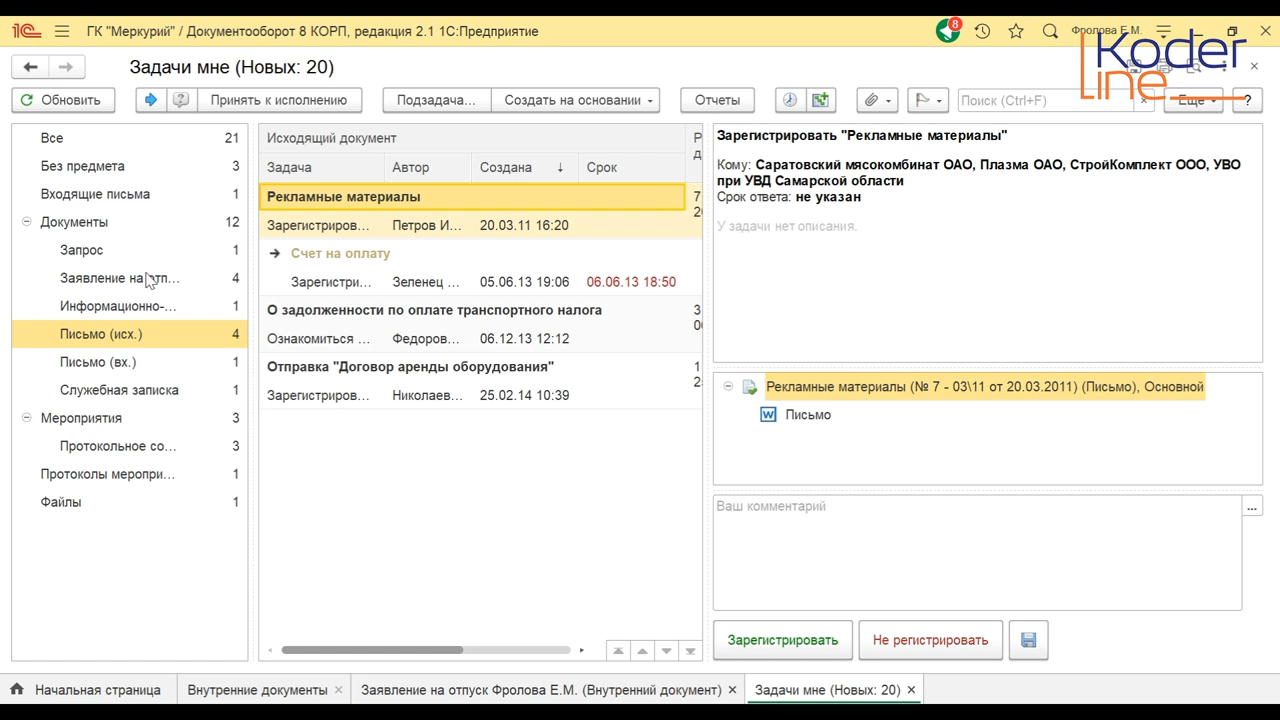 1С ГК "Меркурий" / Документооборот 8 КОРП, редакция 2.1 1С:Предприятие
8
Фролова Е.М.
Koder
line
Задачи мне (Новых: 20)
Обновить
Принять к исполнению
Подзадача...
Создать на основании
Отчеты
Поиск (Ctrl+F)
×
Еще
?
Все 21
Без предмета 3
Входящие письма 1
Документы 12
Запрос 1
Заявление на отп... 4
Информационно-... 1
Письмо (исх.) 4
Письмо (вх.) 1
Служебная записка 1
Мероприятия 3
Протокольное со... 3
Протоколы меропри... 1
Файлы 1
Исходящий документ
Задача Автор Создана ↓ Срок
Рекламные материалы
Зарегистриров... Петров И... 20.03.11 16:20
Счет на оплату
Зарегистри... Зеленец ... 05.06.13 19:06 06.06.13 18:50
О задолженности по оплате транспортного налога
Ознакомиться ... Федоров... 06.12.13 12:12
Отправка "Договор аренды оборудования"
Зарегистриров... Николаев... 25.02.14 10:39
Зарегистрировать "Рекламные материалы"
Кому: Саратовский мясокомбинат ОАО, Плазма ОАО, СтройКомплект ООО, УВО
при УВД Самарской области
Срок ответа: не указан
У задачи нет описания.
Рекламные материалы (№ 7 - 03\11 от 20.03.2011) (Письмо), Основной
Письмо
Ваш комментарий
...
Зарегистрировать
Не регистрировать
Начальная страница
Внутренние документы ×
Заявление на отпуск Фролова Е.М. (Внутренний документ) ×
Задачи мне (Новых: 20) ×